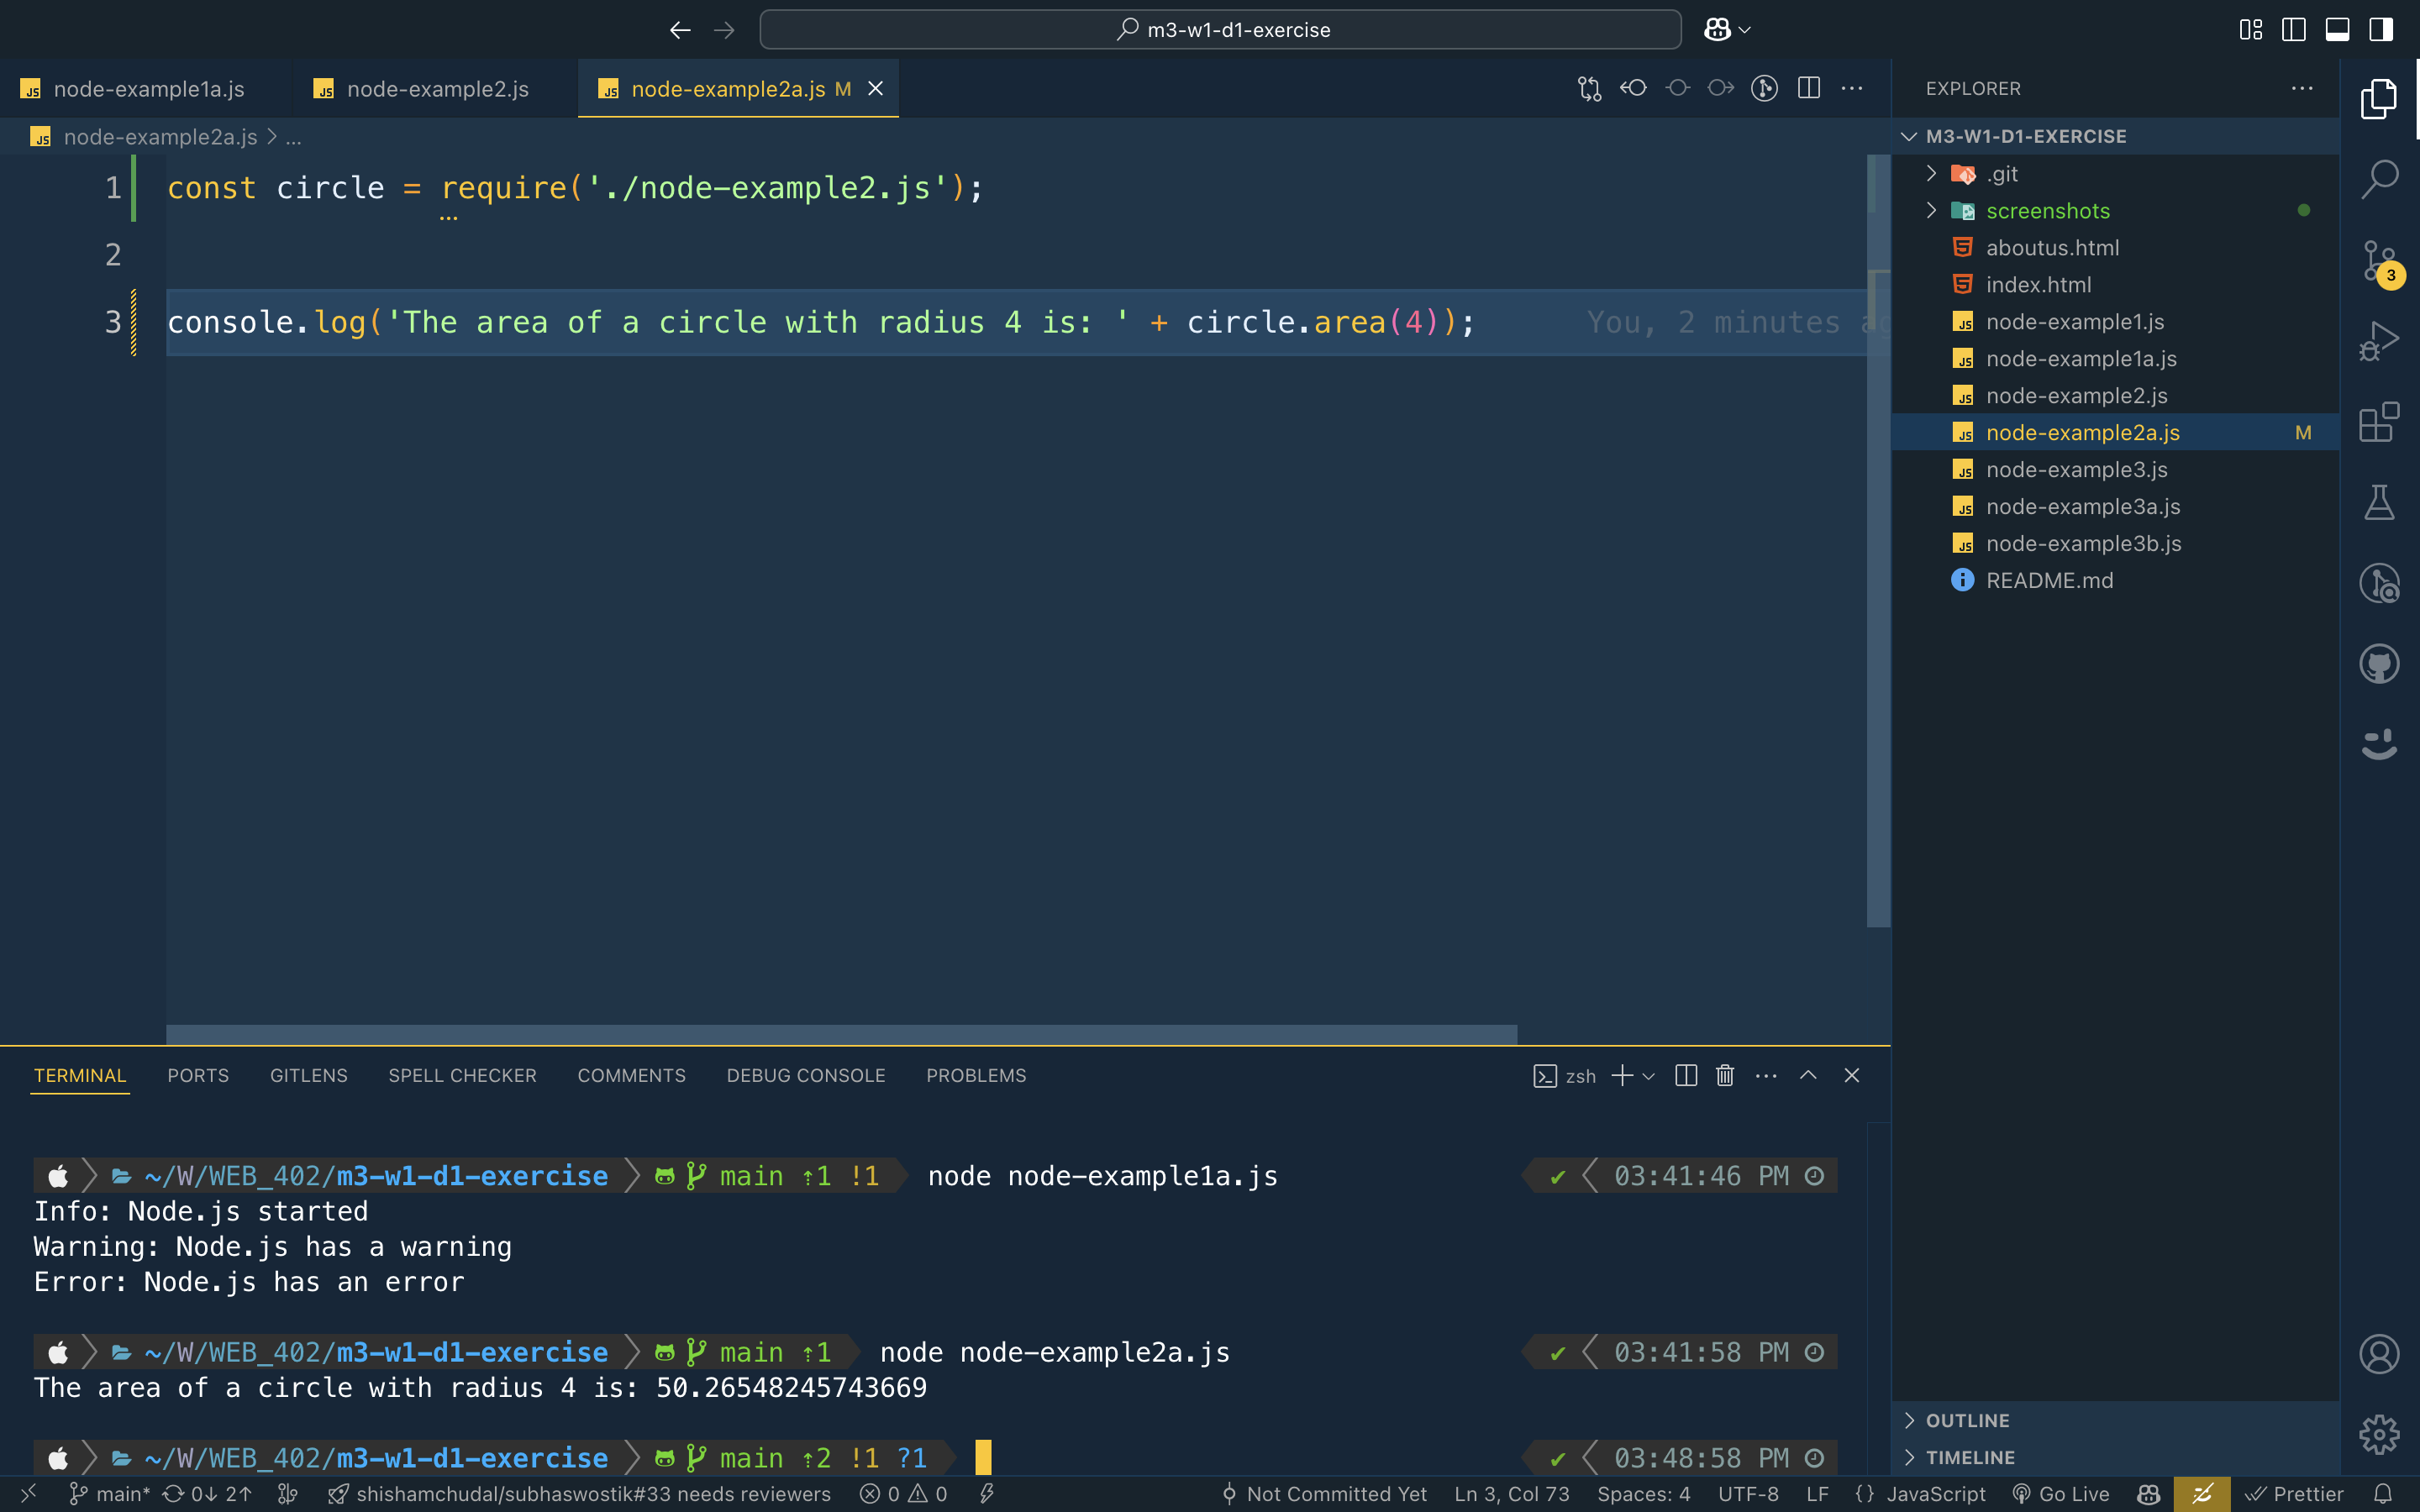 m3-w1-d1-exercise
node-example1a.js
node-example2.js
node-example2a.js M
EXPLORER
node-example2a.js > ...
M3-W1-D1-EXERCISE
1 const circle = require('./node-example2.js');
2
3 console.log('The area of a circle with radius 4 is: ' + circle.area(4)); You, 2 minutes
.git
screenshots
aboutus.html
index.html
node-example1.js
node-example1a.js
node-example2.js
node-example2a.js M
node-example3.js
node-example3a.js
node-example3b.js
README.md
3
TERMINAL PORTS GITLENS SPELL CHECKER COMMENTS DEBUG CONSOLE PROBLEMS
zsh
~/W/WEB_402/m3-w1-d1-exercise main ⇡1 !1 node node-example1a.js ✔ 03:41:46 PM
Info: Node.js started
Warning: Node.js has a warning
Error: Node.js has an error
~/W/WEB_402/m3-w1-d1-exercise main ⇡1 node node-example2a.js ✔ 03:41:58 PM
The area of a circle with radius 4 is: 50.26548245743669
~/W/WEB_402/m3-w1-d1-exercise main ⇡2 !1 ?1 ✔ 03:48:58 PM
OUTLINE
TIMELINE
main* 0↓ 2↑ shishamchudal/subhaswostik#33 needs reviewers 0 0 Not Committed Yet Ln 3, Col 73 Spaces: 4 UTF-8 LF {} JavaScript Go Live Prettier